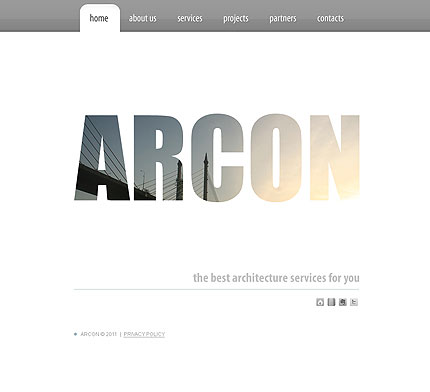 home about us services projects partners contacts
ARCON
the best architecture services for you
ARCON © 2011 | PRIVACY POLICY